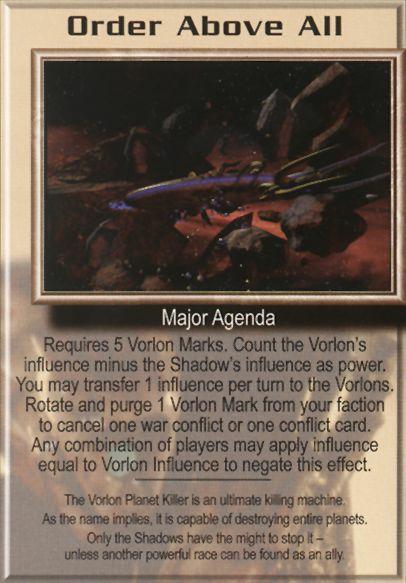 Order Above All
Major Agenda
Requires 5 Vorlon Marks. Count the Vorlon's
influence minus the Shadow's influence as power.
You may transfer 1 influence per turn to the Vorlons.
Rotate and purge 1 Vorlon Mark from your faction
to cancel one war conflict or one conflict card.
Any combination of players may apply influence
equal to Vorlon Influence to negate this effect.
The Vorlon Planet Killer is an ultimate killing machine.
As the name implies, it is capable of destroying entire planets.
Only the Shadows have the might to stop it –
unless another powerful race can be found as an ally.